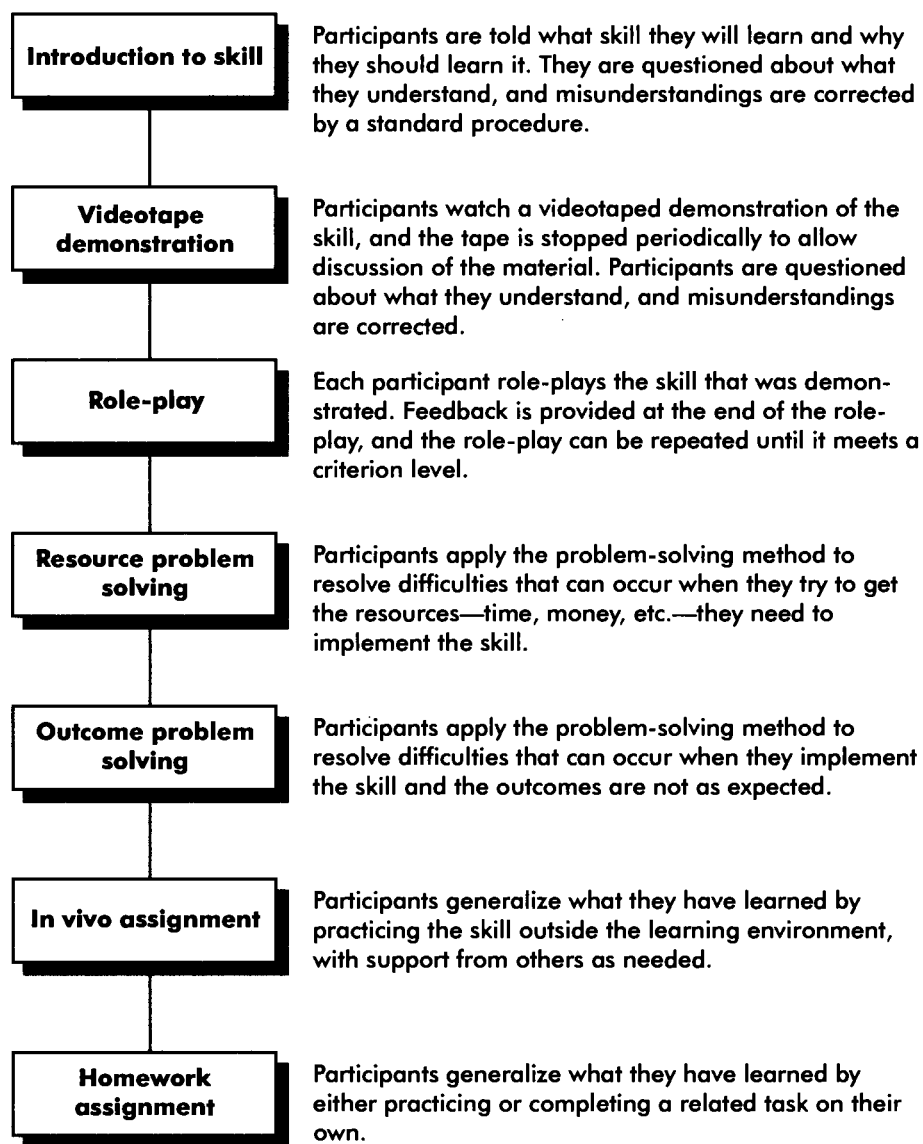 Introduction to skill
Participants are told what skill they will learn and why
they should learn it. They are questioned about what
they understand, and misunderstandings are corrected
by a standard procedure.
Videotape
demonstration
Participants watch a videotaped demonstration of the
skill, and the tape is stopped periodically to allow
discussion of the material. Participants are questioned
about what they understand, and misunderstandings
are corrected.
Role-play
Each participant role-plays the skill that was demon-
strated. Feedback is provided at the end of the role-
play, and the role-play can be repeated until it meets a
criterion level.
Resource problem
solving
Participants apply the problem-solving method to
resolve difficulties that can occur when they try to get
the resources—time, money, etc.—they need to
implement the skill.
Outcome problem
solving
Participants apply the problem-solving method to
resolve difficulties that can occur when they implement
the skill and the outcomes are not as expected.
In vivo assignment
Participants generalize what they have learned by
practicing the skill outside the learning environment,
with support from others as needed.
Homework
assignment
Participants generalize what they have learned by
either practicing or completing a related task on their
own.